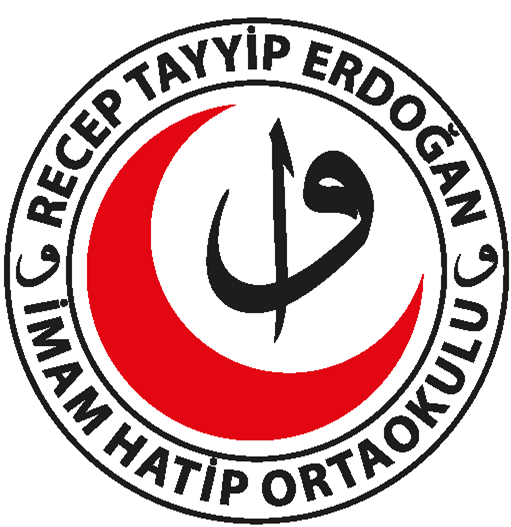 RECEP TAYYİP ERDOĞAN
İMAM HATİP ORTAOKULU
و
ا
و
و